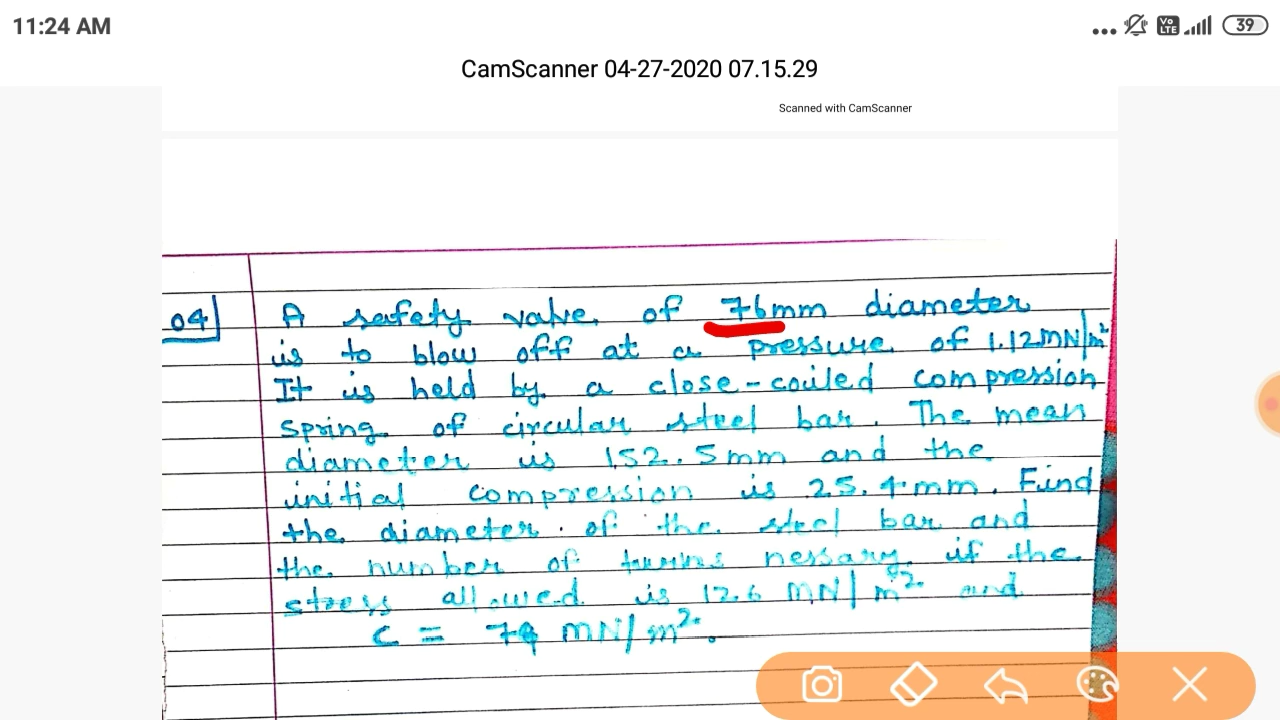 11:24 AM
Vo LTE 39
CamScanner 04-27-2020 07.15.29
Scanned with CamScanner
04 A safety valve of 76mm diameter
is to blow off at a pressure of 1.12MN/m²
It is held by a close-coiled compression
spring of circular steel bar. The mean
diameter is 152.5mm and the
initial compression is 25.4mm. Find
the diameter of the steel bar and
the number of turns nessary if the
stress allowed is 12.6 MN/m² and
C = 74 MN/m².